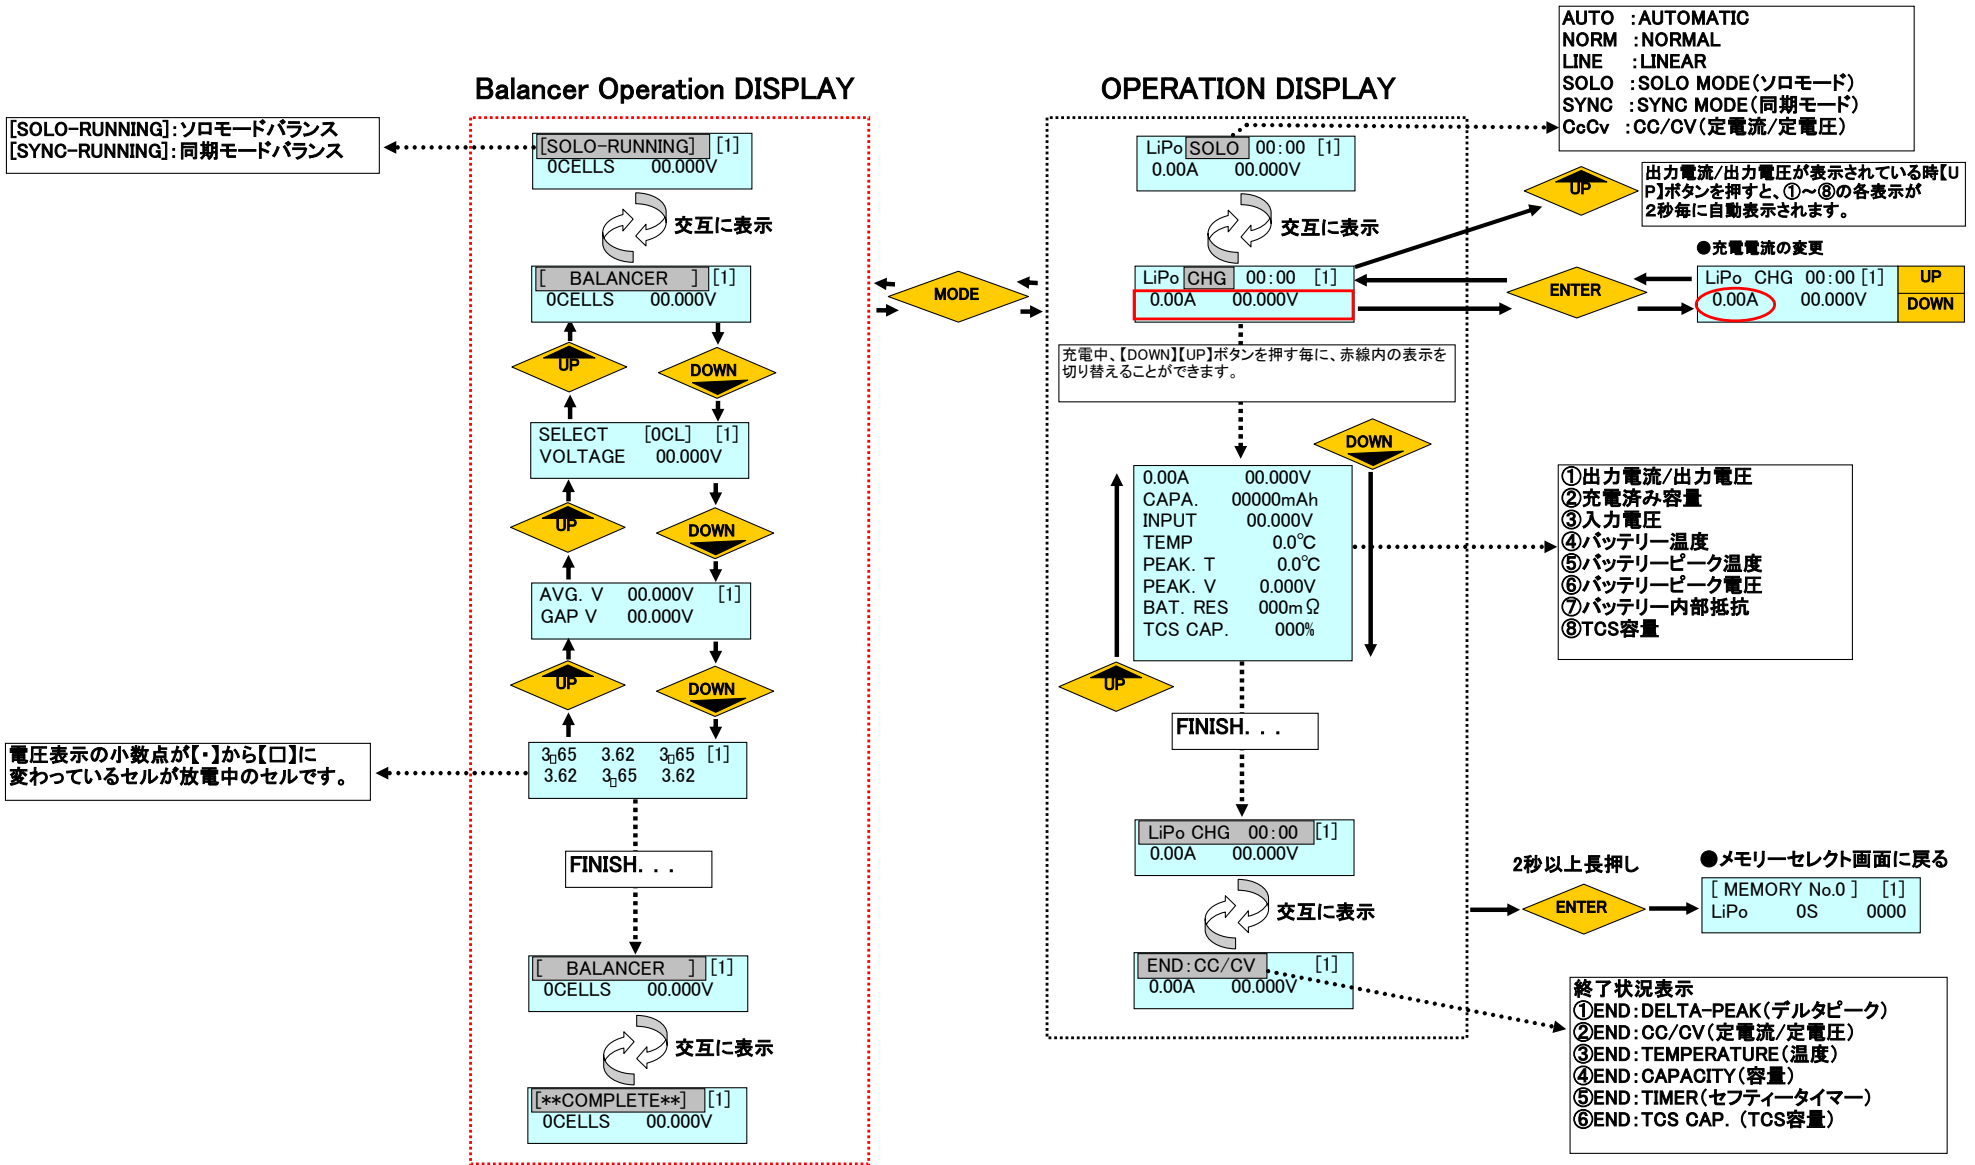 AUTO :AUTOMATIC
NORM :NORMAL
LINE :LINEAR
SOLO :SOLO MODE(ソロモード)
SYNC :SYNC MODE(同期モード)
CcCv :CC/CV(定電流/定電圧)
Balancer Operation DISPLAY
OPERATION DISPLAY
[SOLO-RUNNING]:ソロモードバランス
[SYNC-RUNNING]:同期モードバランス
[SOLO-RUNNING] [1]
0CELLS 00.000V
交互に表示
[ BALANCER ] [1]
0CELLS 00.000V
UP
DOWN
SELECT [0CL] [1]
VOLTAGE 00.000V
UP
DOWN
AVG. V 00.000V [1]
GAP V 00.000V
UP
DOWN
3□65 3.62 3□65 [1]
3.62 3□65 3.62
電圧表示の小数点が【・】から【□】に
変わっているセルが放電中のセルです。
FINISH. . .
[ BALANCER ] [1]
0CELLS 00.000V
交互に表示
[**COMPLETE**] [1]
0CELLS 00.000V
MODE
LiPo SOLO 00:00 [1]
0.00A 00.000V
交互に表示
LiPo CHG 00:00 [1]
0.00A 00.000V
UP
出力電流/出力電圧が表示されている時【U
P】ボタンを押すと、①～⑧の各表示が
2秒毎に自動表示されます。
●充電電流の変更
ENTER
LiPo CHG 00:00 [1]
0.00A 00.000V
UP
DOWN
充電中、【DOWN】【UP】ボタンを押す毎に、赤線内の表示を
切り替えることができます。
DOWN
0.00A 00.000V
CAPA. 00000mAh
INPUT 00.000V
TEMP 0.0℃
PEAK. T 0.0℃
PEAK. V 0.000V
BAT. RES 000mΩ
TCS CAP. 000%
UP
①出力電流/出力電圧
②充電済み容量
③入力電圧
④バッテリー温度
⑤バッテリーピーク温度
⑥バッテリーピーク電圧
⑦バッテリー内部抵抗
⑧TCS容量
FINISH. . .
LiPo CHG 00:00 [1]
0.00A 00.000V
交互に表示
END:CC/CV [1]
0.00A 00.000V
2秒以上長押し
ENTER
●メモリーセレクト画面に戻る
[ MEMORY No.0 ] [1]
LiPo 0S 0000
終了状況表示
①END:DELTA-PEAK(デルタピーク)
②END:CC/CV(定電流/定電圧)
③END:TEMPERATURE(温度)
④END:CAPACITY(容量)
⑤END:TIMER(セフティータイマー)
⑥END:TCS CAP. (TCS容量)